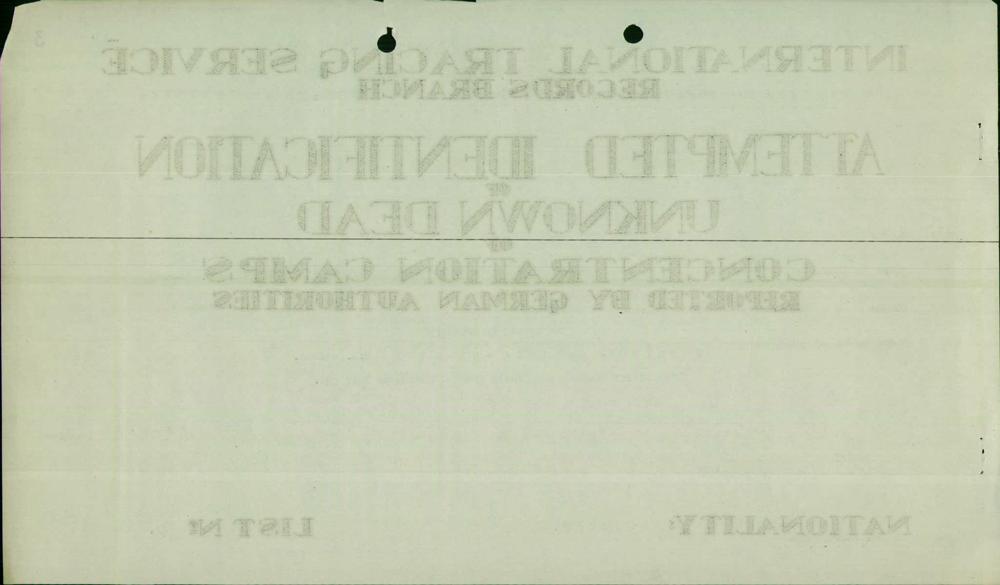 3
INTERNATIONAL TRACING SERVICE
RECORDS BRANCH
ATTEMPTED IDENTIFICATION
OF
UNKNOWN DEAD
OF
CONCENTRATION CAMPS
REPORTED BY GERMAN AUTHORITIES
NATIONALITY: LIST Nº